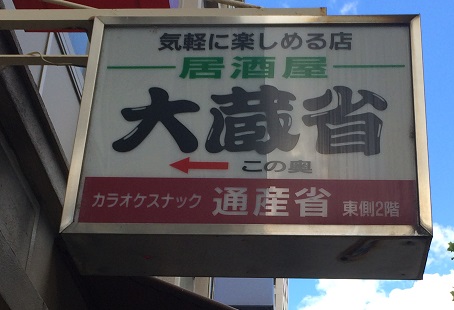 気軽に楽しめる店
居酒屋
大蔵省
この奥
カラオケスナック 通産省 東側2階